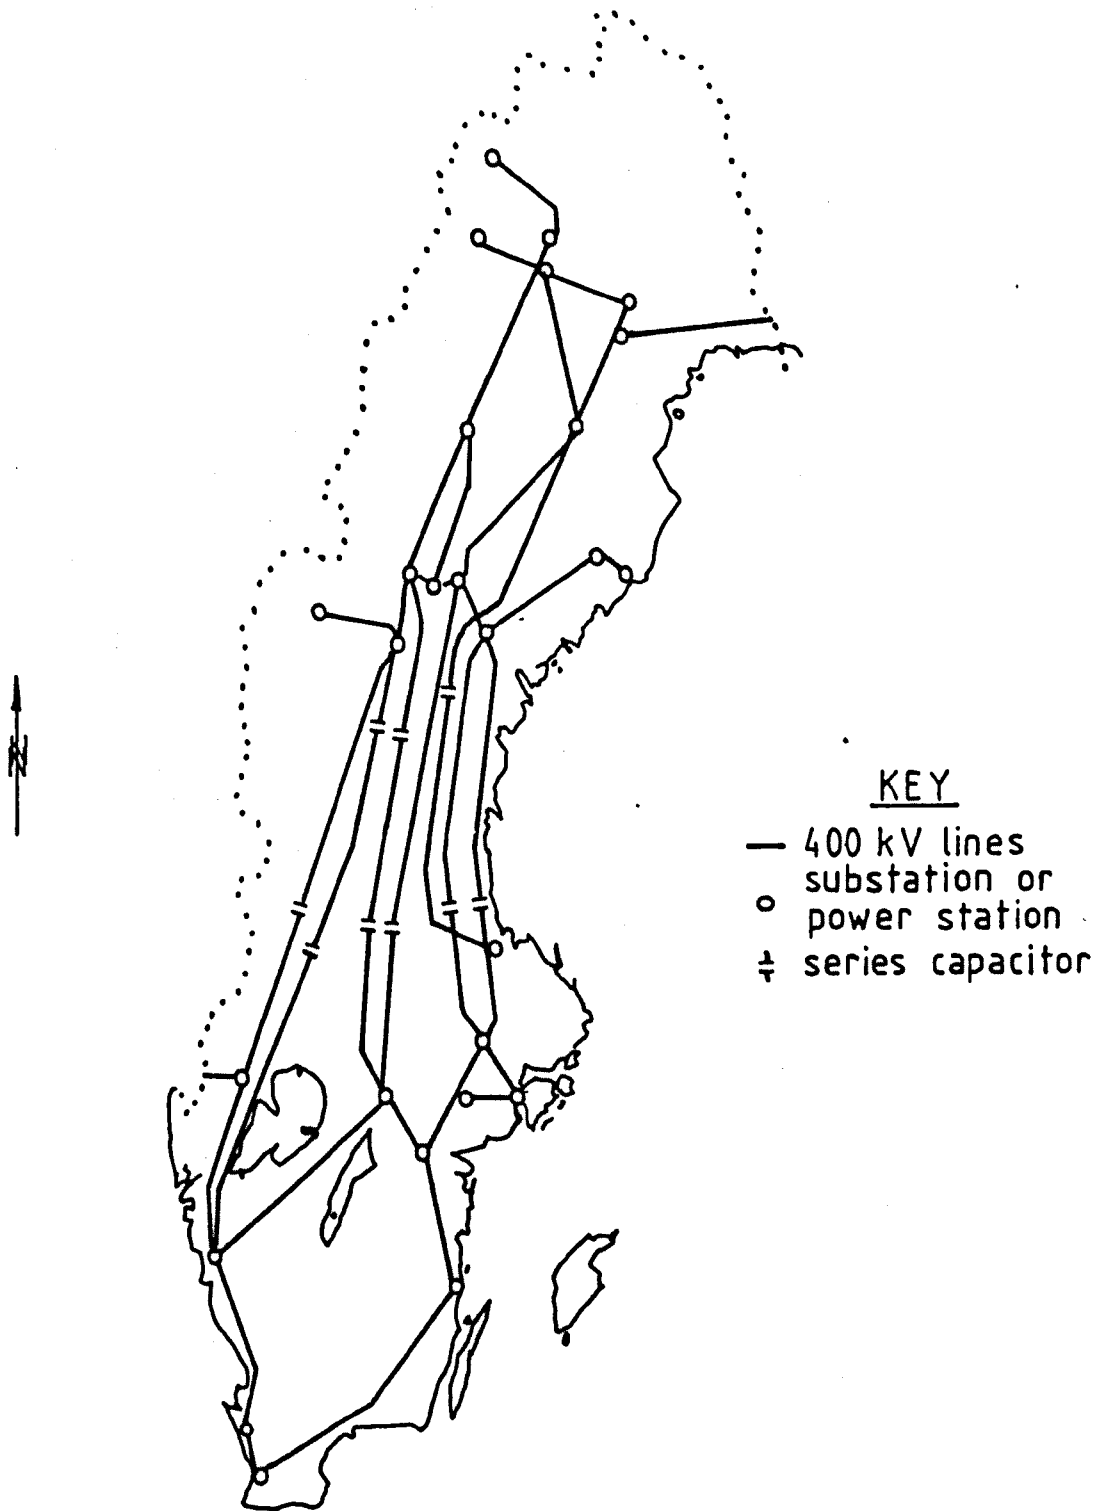 N
KEY
400 kV lines
substation or
power station
series capacitor